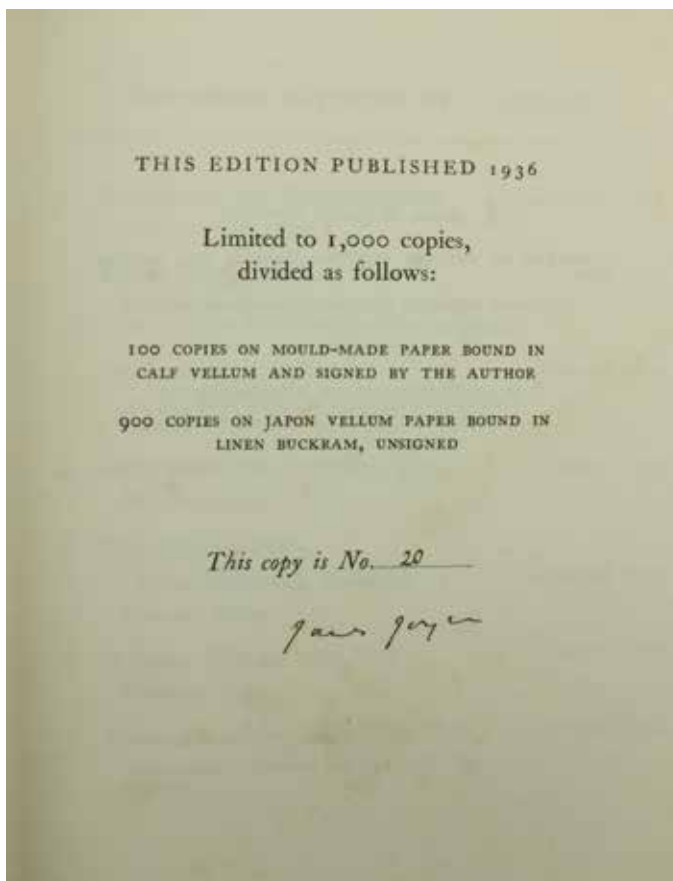 THIS EDITION PUBLISHED 1936
Limited to 1,000 copies,
divided as follows:
100 COPIES ON MOULD-MADE PAPER BOUND IN
CALF VELLUM AND SIGNED BY THE AUTHOR
900 COPIES ON JAPON VELLUM PAPER BOUND IN
LINEN BUCKRAM, UNSIGNED
This copy is No. 20
James Joyce